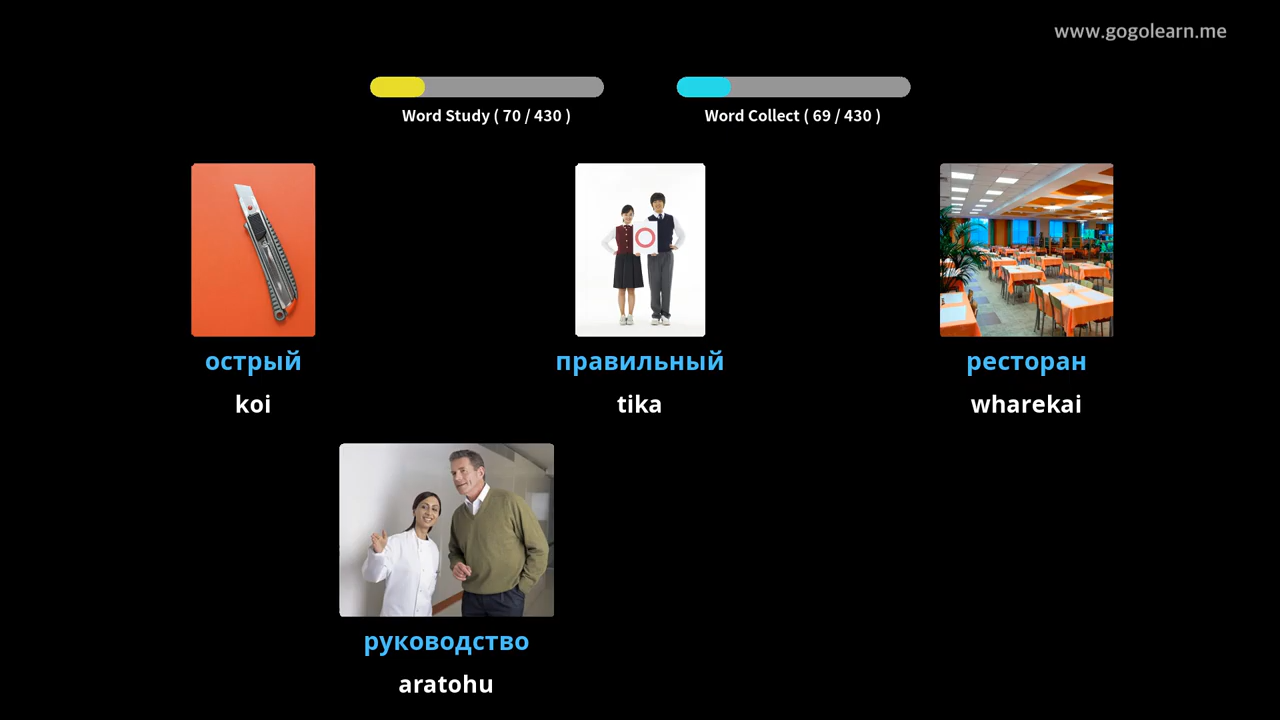 www.gogolearn.me
Word Study ( 70 / 430 )
Word Collect ( 69 / 430 )
острый
правильный
ресторан
koi
tika
wharekai
руководство
aratohu